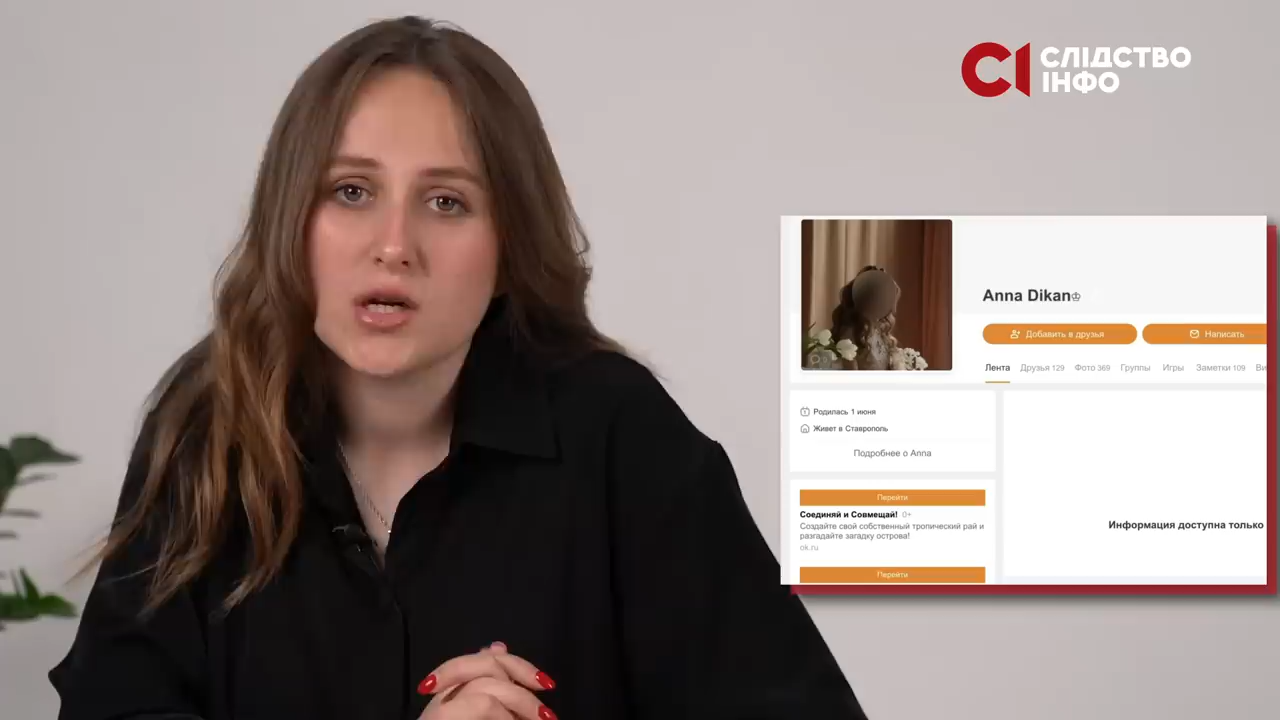 СЛІДСТВО
ІНФО
Anna Dikan♔
Добавить в друзья
Написать
Лента Друзья 129 Фото 369 Группы Игры Заметки 109 Ви
Родилась 1 июня
Живет в Ставрополь
Подробнее о Anna
Перейти
Соединяй и Совмещай! 0+
Создайте свой собственный тропический рай и
разгадайте загадку острова!
ok.ru
Перейти
Информация доступна только